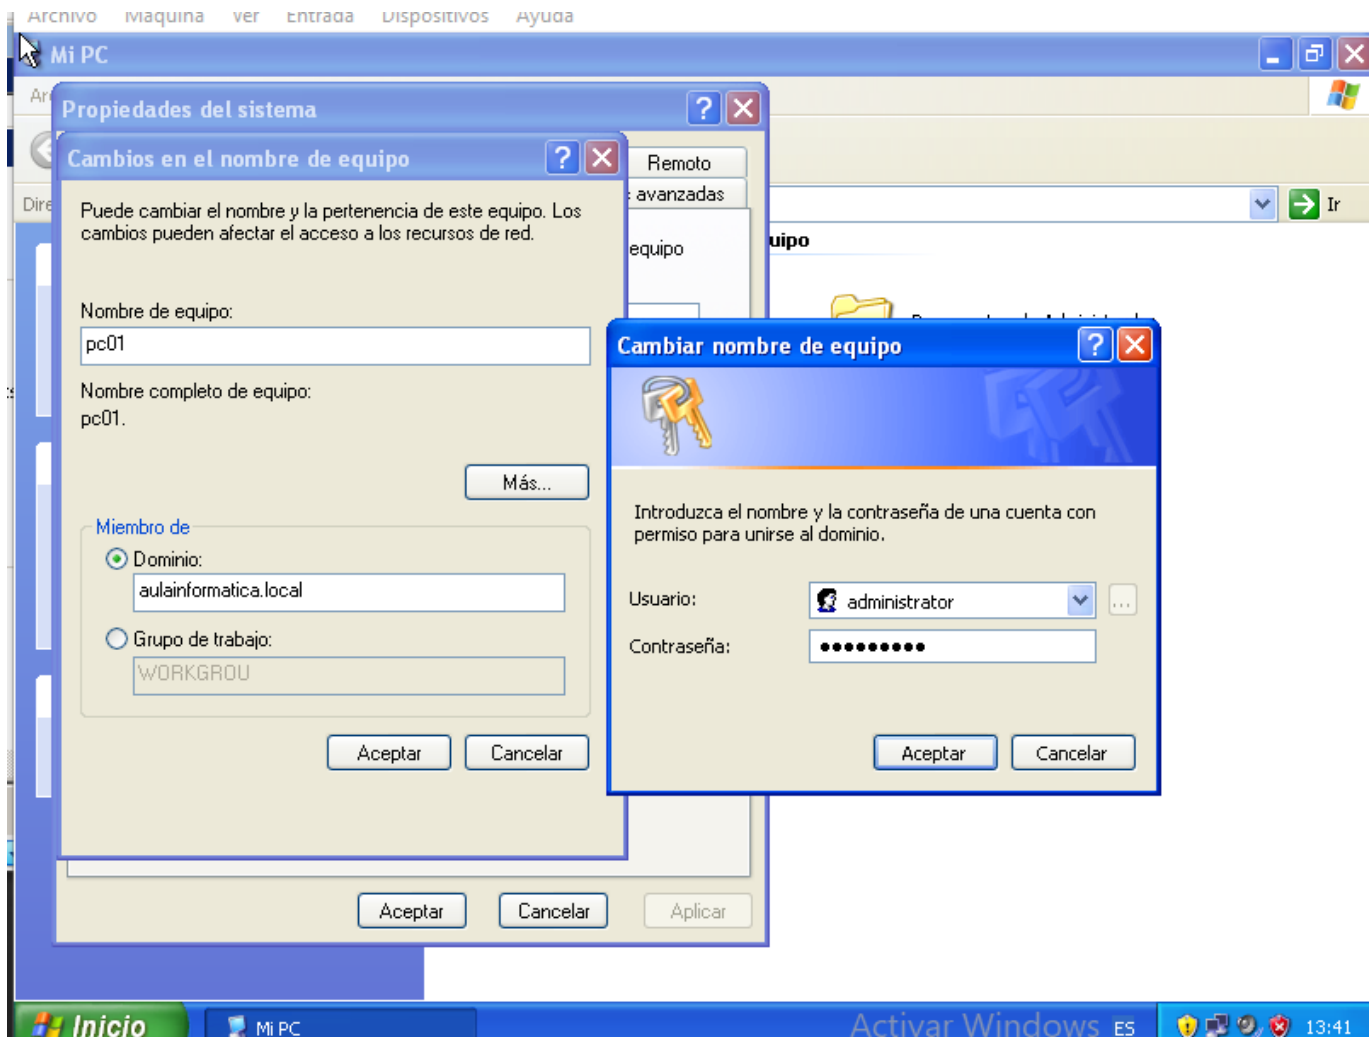 Archivo Maquina Ver Entrada Dispositivos Ayuda
Mi PC
Ar
Propiedades del sistema
Cambios en el nombre de equipo
Remoto
avanzadas
Dire
Ir
Puede cambiar el nombre y la pertenencia de este equipo. Los
cambios pueden afectar el acceso a los recursos de red.
equipo
uipo
Nombre de equipo:
pc01
Nombre completo de equipo:
pc01.
Más...
Miembro de
Dominio:
aulainformatica.local
Grupo de trabajo:
WORKGROU
Aceptar Cancelar
Cambiar nombre de equipo
Introduzca el nombre y la contraseña de una cuenta con
permiso para unirse al dominio.
Usuario: administrator
...
Contraseña: ●●●●●●●●●
Aceptar Cancelar
Aceptar Cancelar Aplicar
Inicio
Mi PC
Activar Windows
ES
13:41